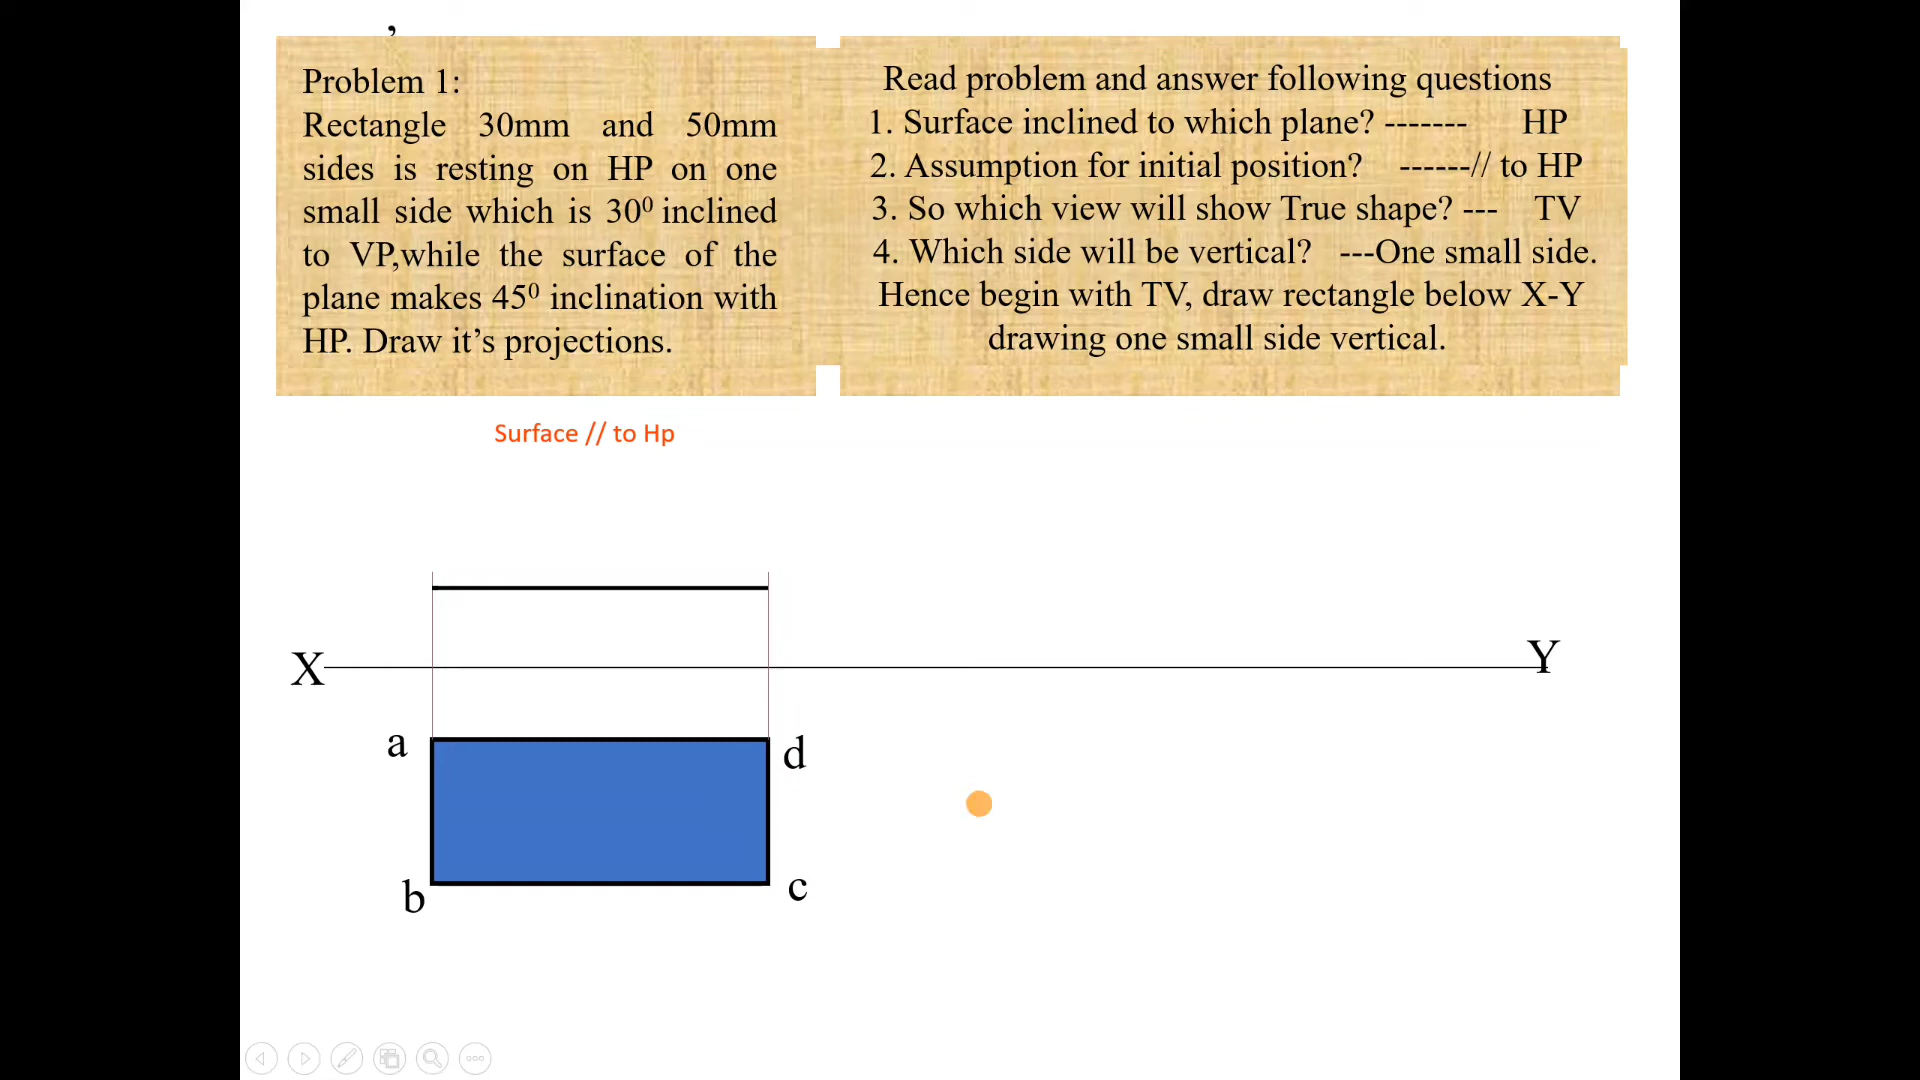 ,
Problem 1:
Rectangle 30mm and 50mm
sides is resting on HP on one
small side which is 30⁰ inclined
to VP,while the surface of the
plane makes 45⁰ inclination with
HP. Draw it’s projections.
Read problem and answer following questions
1. Surface inclined to which plane? ------- HP
2. Assumption for initial position? ------// to HP
3. So which view will show True shape? --- TV
4. Which side will be vertical? ---One small side.
Hence begin with TV, draw rectangle below X-Y
drawing one small side vertical.
Surface // to Hp
X Y
a d
b c